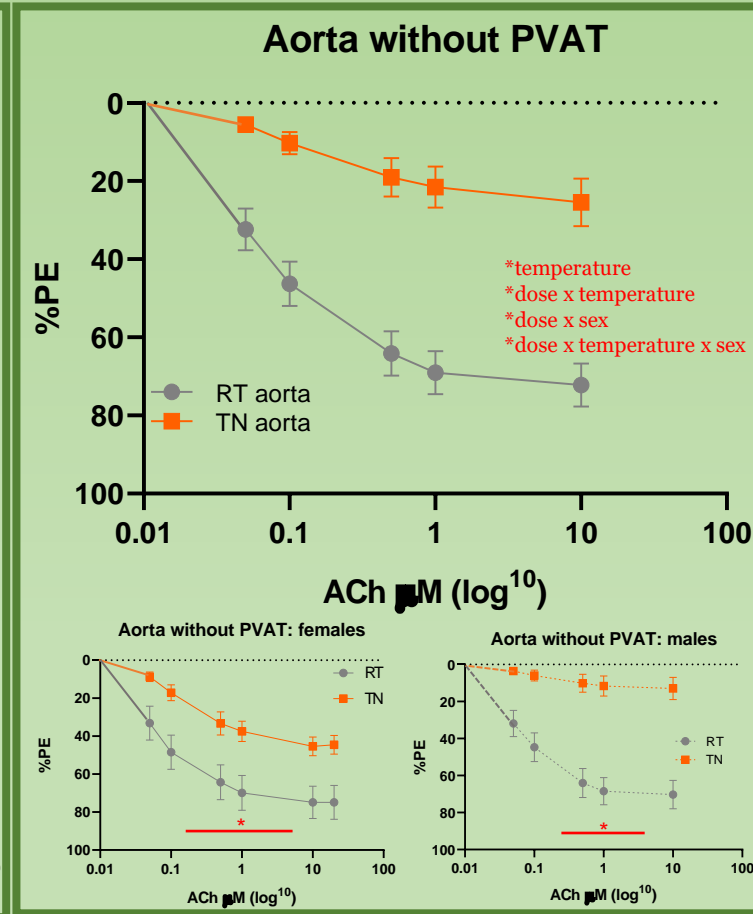 Aorta without PVAT
0
20
40
60
80
100
%PE
*temperature
*dose x temperature
*dose x sex
*dose x temperature x sex
RT aorta
TN aorta
0.01 0.1 1 10 100
ACh μM (log10)
Aorta without PVAT: females
0
20
40
60
80
100
%PE
RT
TN
*
0.01 0.1 1 10 100
ACh μM (log10)
Aorta without PVAT: males
0
20
40
60
80
100
%PE
RT
TN
*
0.01 0.1 1 10 100
ACh μM (log10)